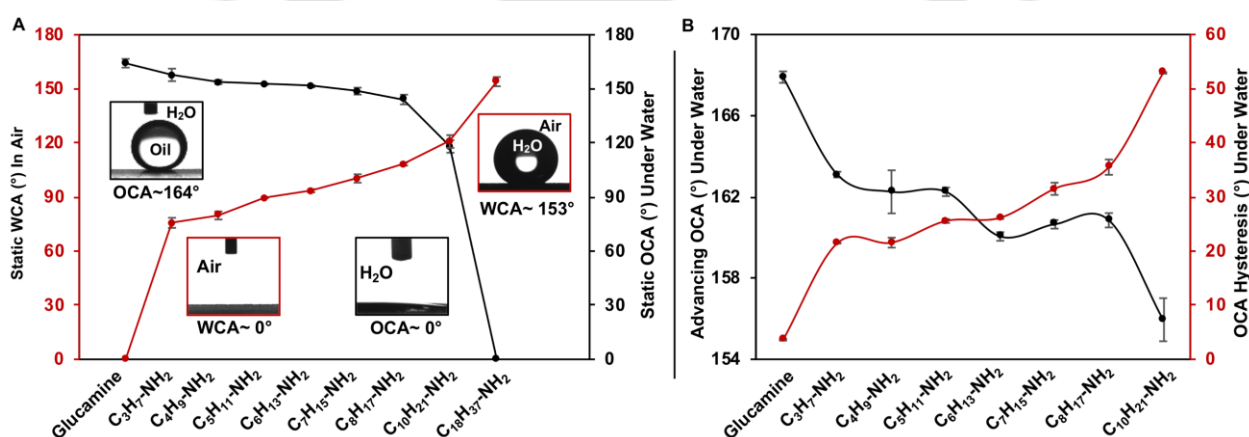 A
Static WCA (°) In Air
180
150
120
90
60
30
0
H₂O
Oil
OCA~164°
Air
WCA~ 0°
H₂O
OCA~ 0°
Air
H₂O
WCA~ 153°
180
150
120
90
60
30
0
Static OCA (°) Under Water
Glucamine
C₃H₇-NH₂
C₄H₉-NH₂
C₅H₁₁-NH₂
C₆H₁₃-NH₂
C₇H₁₅-NH₂
C₈H₁₇-NH₂
C₁₀H₂₁-NH₂
C₁₈H₃₇-NH₂
B
Advancing OCA (°) Under Water
170
166
162
158
154
60
50
40
30
20
10
0
OCA Hysteresis (°) Under Water
Glucamine
C₃H₇-NH₂
C₄H₉-NH₂
C₅H₁₁-NH₂
C₆H₁₃-NH₂
C₇H₁₅-NH₂
C₈H₁₇-NH₂
C₁₀H₂₁-NH₂